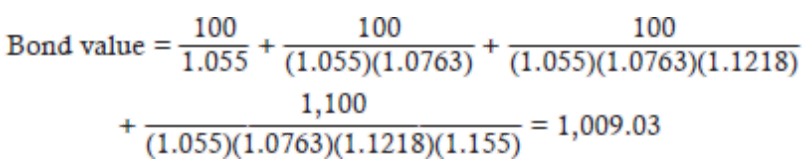 Bond value = 100/1.055 + 100/(1.055)(1.0763) + 100/(1.055)(1.0763)(1.1218)
+ 1,100/(1.055)(1.0763)(1.1218)(1.155) = 1,009.03